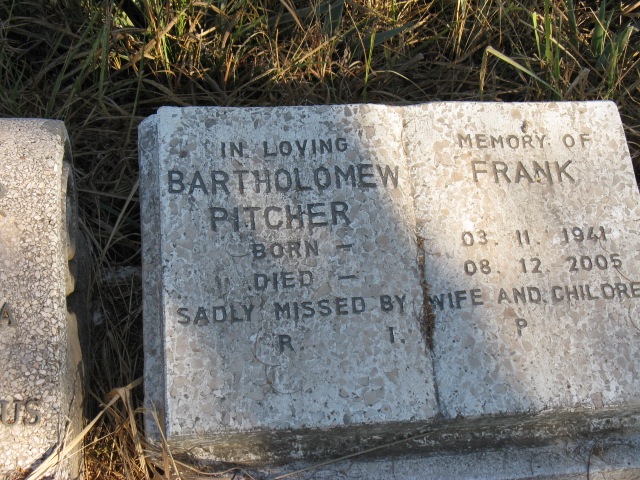 IN LOVING MEMORY OF
BARTHOLOMEW FRANK
PITCHER
BORN - 03. 11. 1941
DIED - 08. 12. 2005
SADLY MISSED BY WIFE AND CHILDRE
R. I. P
A
US